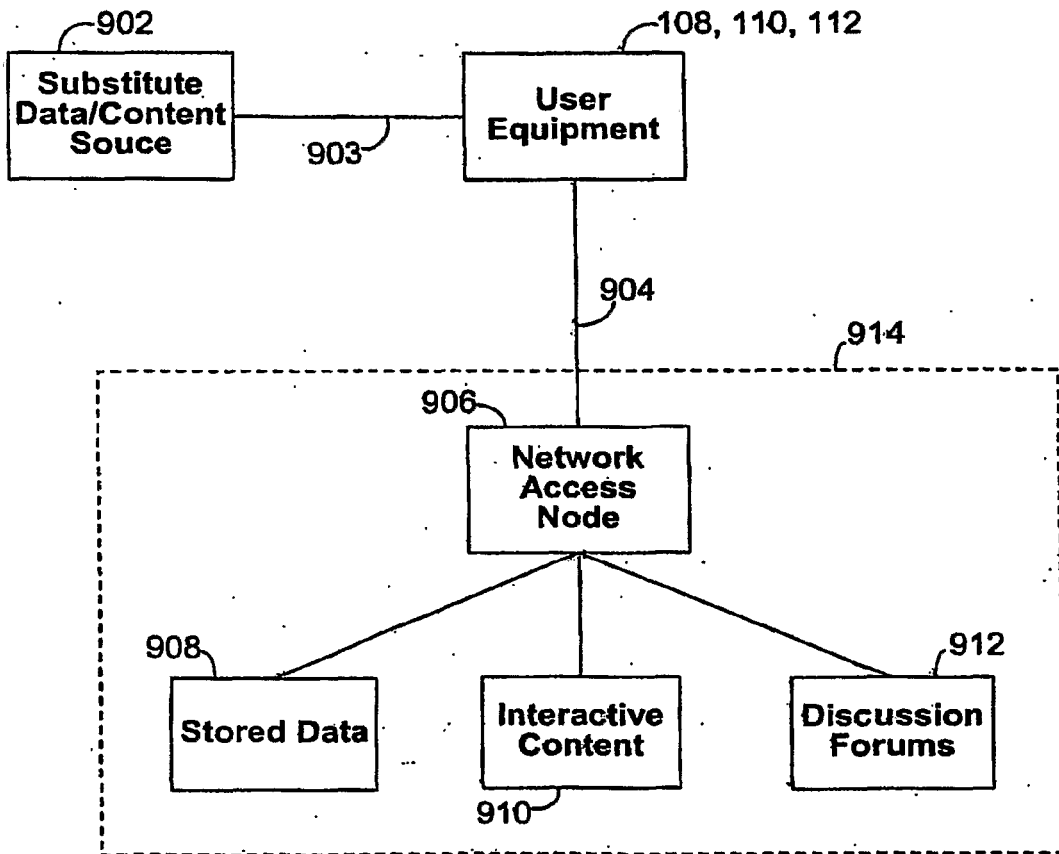 902
108, 110, 112
Substitute
Data/Content
Souce
User
Equipment
903
904
914
906
Network
Access
Node
908
912
Stored Data
Interactive
Content
Discussion
Forums
910